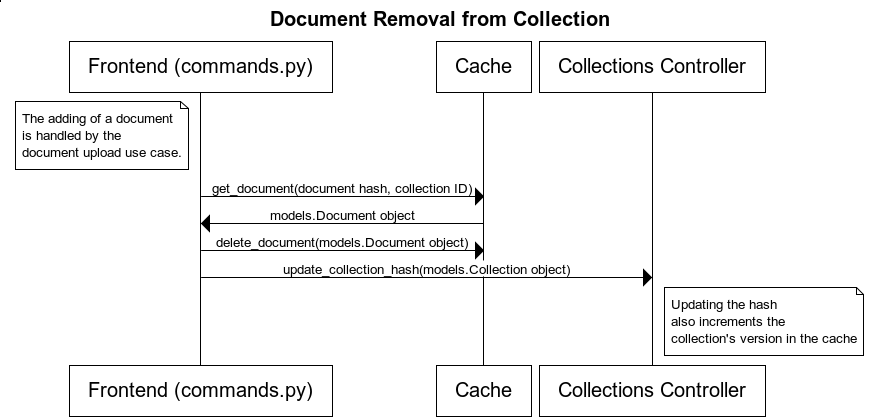 Document Removal from Collection
Frontend (commands.py)
Cache
Collections Controller
The adding of a document
is handled by the
document upload use case.
get_document(document hash, collection ID)
models.Document object
delete_document(models.Document object)
update_collection_hash(models.Collection object)
Updating the hash
also increments the
collection's version in the cache
Frontend (commands.py)
Cache
Collections Controller